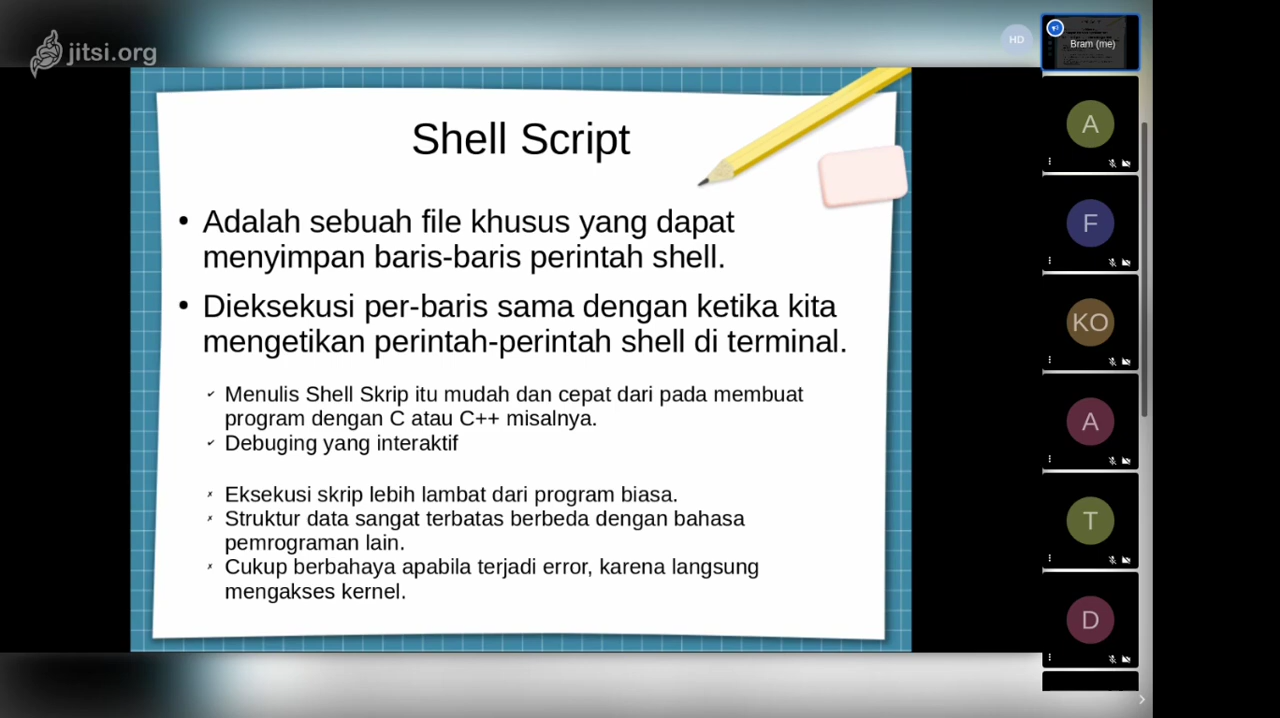 jitsi.org
HD
Bram (me)
Shell Script
Adalah sebuah file khusus yang dapat
menyimpan baris-baris perintah shell.
Dieksekusi per-baris sama dengan ketika kita
mengetikan perintah-perintah shell di terminal.
Menulis Shell Skrip itu mudah dan cepat dari pada membuat
program dengan C atau C++ misalnya.
Debuging yang interaktif
Eksekusi skrip lebih lambat dari program biasa.
Struktur data sangat terbatas berbeda dengan bahasa
pemrograman lain.
Cukup berbahaya apabila terjadi error, karena langsung
mengakses kernel.
A
F
KO
A
T
D